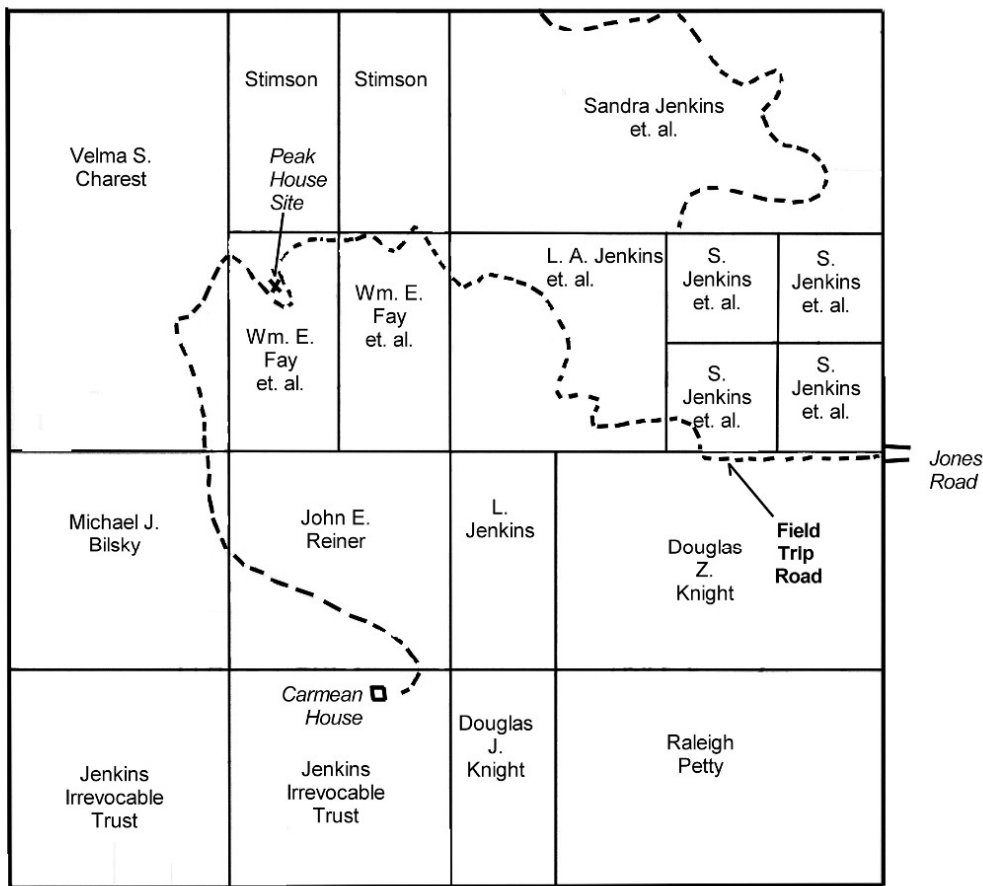 Stimson
Stimson
Sandra Jenkins
et. al.
Velma S.
Charest
Peak
House
Site
L. A. Jenkins
et. al.
S.
Jenkins
et. al.
S.
Jenkins
et. al.
Wm. E.
Fay
et. al.
Wm. E.
Fay
et. al.
S.
Jenkins
et. al.
S.
Jenkins
et. al.
Jones
Road
Michael J.
Bilsky
John E.
Reiner
L.
Jenkins
Douglas
Z.
Knight
Field
Trip
Road
Carmean
House
Jenkins
Irrevocable
Trust
Jenkins
Irrevocable
Trust
Douglas
J.
Knight
Raleigh
Petty